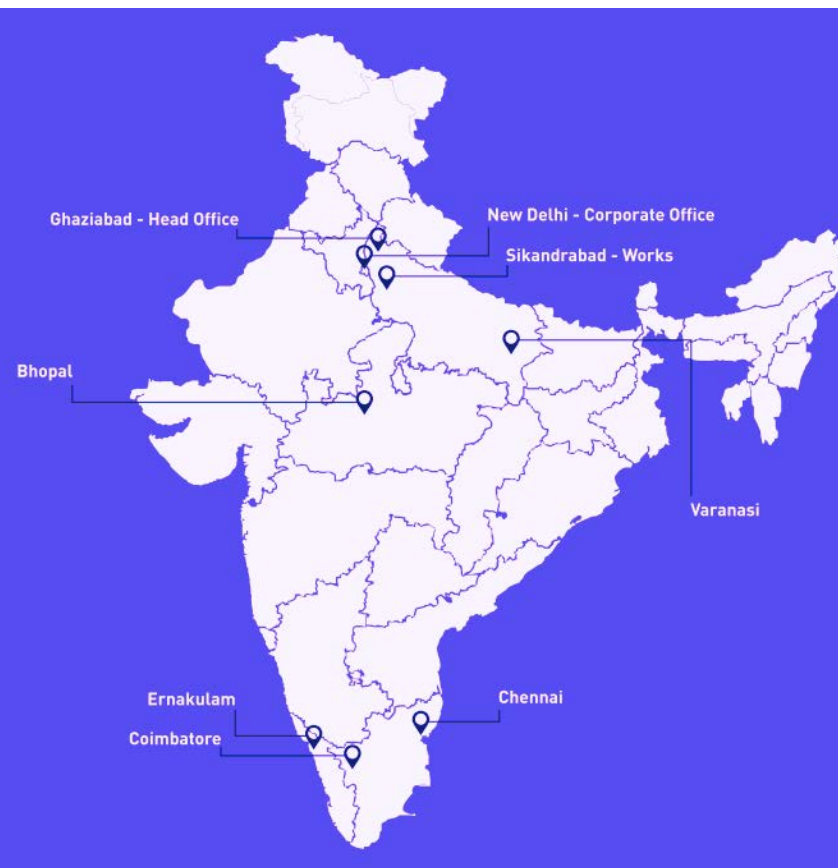 Ghaziabad - Head Office
New Delhi - Corporate Office
Sikandrabad - Works
Bhopal
Varanasi
Ernakulam
Chennai
Coimbatore